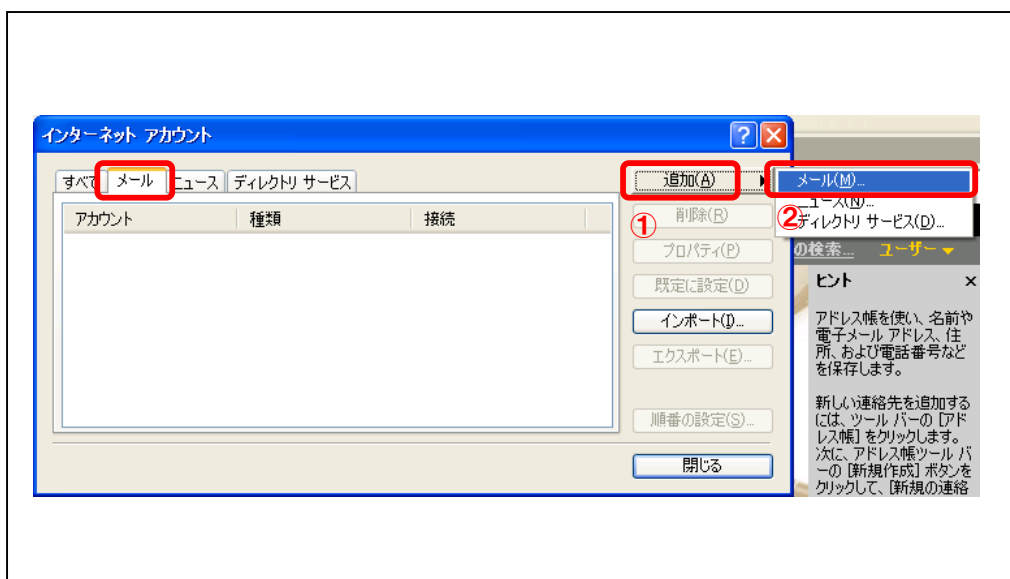 インターネット アカウント
すべて
メール
ニュース
ディレクトリ サービス
アカウント
種類
接続
追加(A)
削除(R)
プロパティ(P)
既定に設定(D)
インポート(I)...
エクスポート(E)...
順番の設定(S)...
閉じる
①
②
メール(M)...
ニュース(N)...
ディレクトリ サービス(D)...
の検索...
ユーザー
ヒント
アドレス帳を使い、名前や
電子メール アドレス、住
所、および電話番号など
を保存します。
新しい連絡先を追加する
には、ツール バーの [アド
レス帳] をクリックします。
次に、アドレス帳ツール バ
ーの [新規作成] ボタンを
クリックして、[新規の連絡